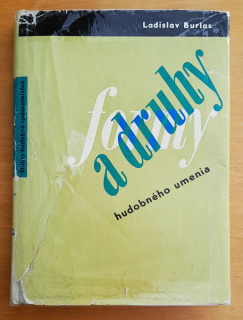 Ladislav Burlas
formy
a druhy
hudobného umenia